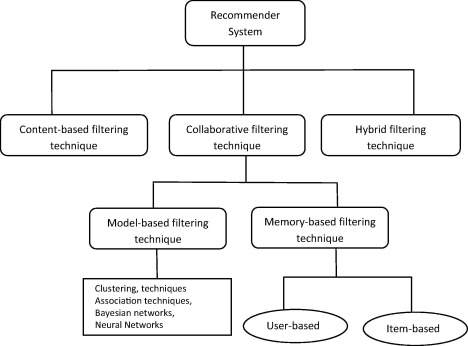 Recommender
System
Content-based filtering
technique
Collaborative filtering
technique
Hybrid filtering
technique
Model-based filtering
technique
Memory-based filtering
technique
Clustering, techniques
Association techniques,
Bayesian networks,
Neural Networks
User-based
Item-based